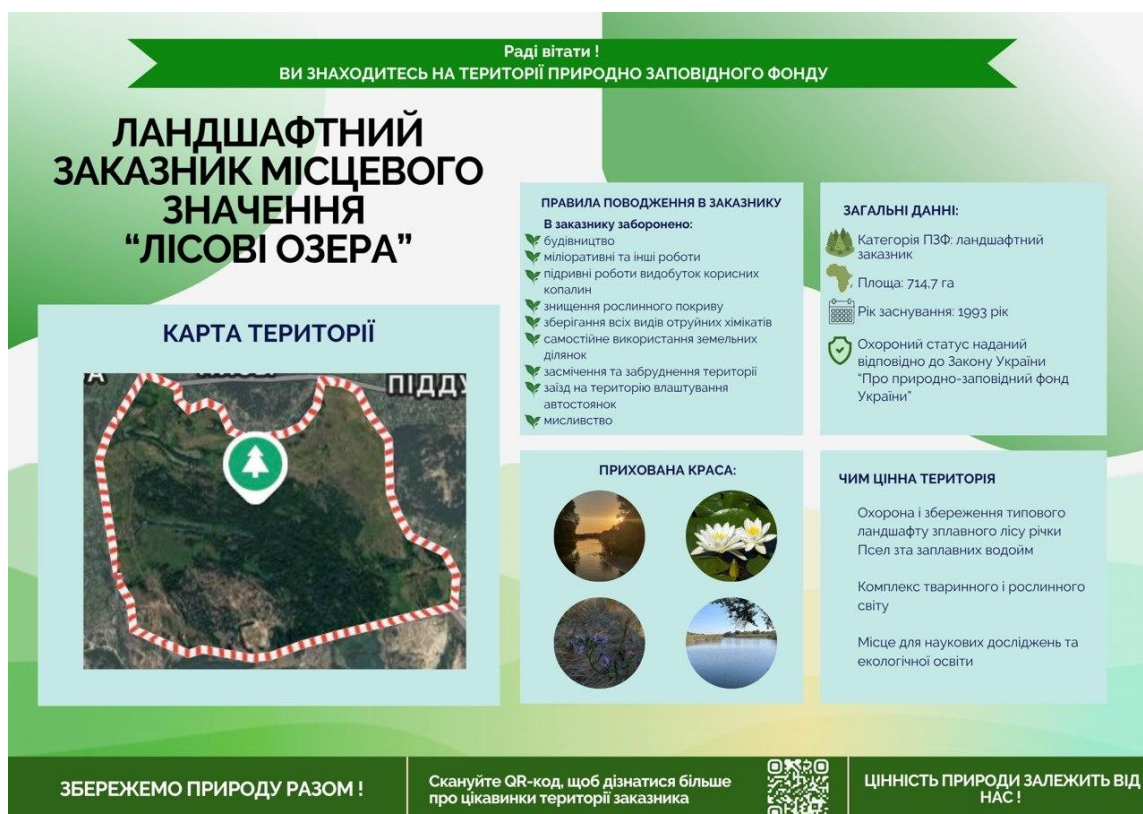 Раді вітати !
ВИ ЗНАХОДИТЕСЬ НА ТЕРИТОРІЇ ПРИРОДНО ЗАПОВІДНОГО ФОНДУ
ЛАНДШАФТНИЙ
ЗАКАЗНИК МІСЦЕВОГО
ЗНАЧЕННЯ
“ЛІСОВІ ОЗЕРА”
КАРТА ТЕРИТОРІЇ
ПІДДУ
ПРАВИЛА ПОВОДЖЕННЯ В ЗАКАЗНИКУ
В заказнику заборонено:
будівництво
міліоративні та інші роботи
підривні роботи видобуток корисних
копалин
знищення рослинного покриву
зберігання всіх видів отруйних хімікатів
самостійне використання земельних
ділянок
засмічення та забруднення території
заїзд на територію влаштування
автостоянок
мисливство
ЗАГАЛЬНІ ДАННІ:
Категорія ПЗФ: ландшафтний
заказник
Площа: 714,7 га
Рік заснування: 1993 рік
Охороний статус наданий
відповідно до Закону України
“Про природно-заповідний фонд
України”
ПРИХОВАНА КРАСА:
ЧИМ ЦІННА ТЕРИТОРІЯ
Охорона і збереження типового
ландшафту зплавного лісу річки
Псел зта заплавних водойм
Комплекс тваринного і рослинного
світу
Місце для наукових досліджень та
екологічної освіти
ЗБЕРЕЖЕМО ПРИРОДУ РАЗОМ !
Скануйте QR-код, щоб дізнатися більше
про цікавинки території заказника
ЦІННІСТЬ ПРИРОДИ ЗАЛЕЖИТЬ ВІД
НАС !